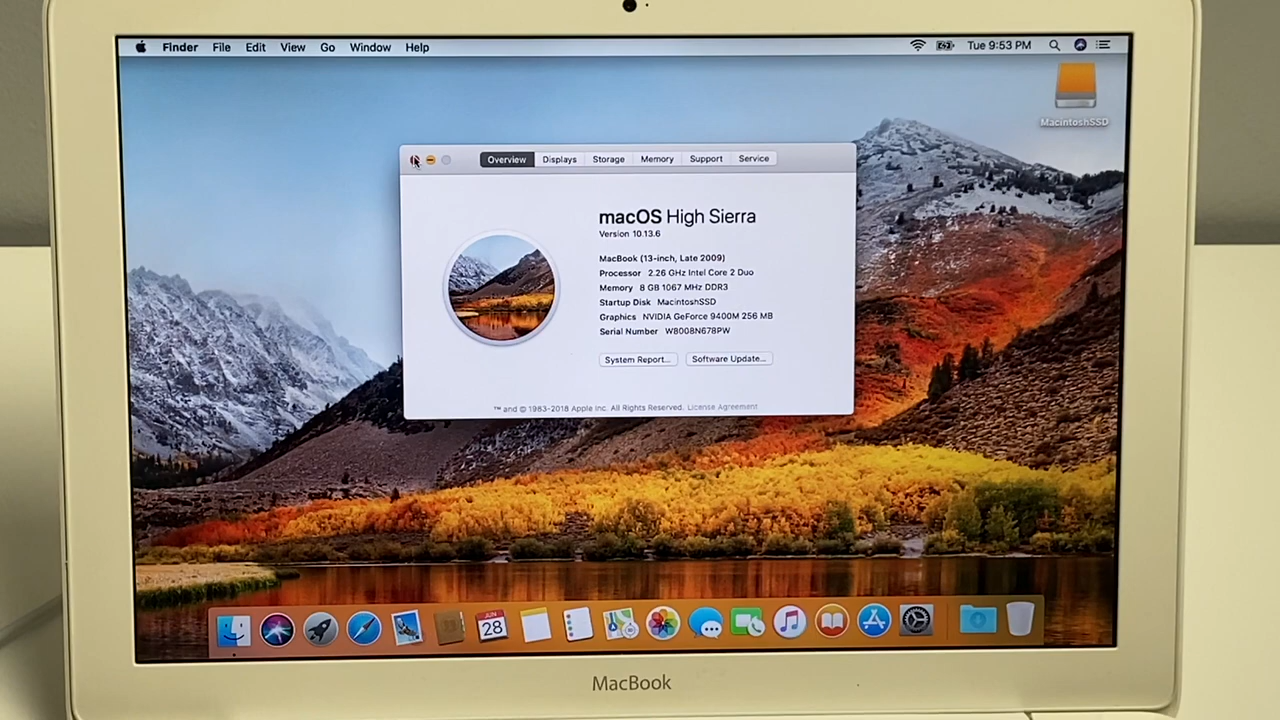 Finder File Edit View Go Window Help Tue 9:53 PM
MacintoshSSD
Overview Displays Storage Memory Support Service
macOS High Sierra
Version 10.13.6
MacBook (13-inch, Late 2009)
Processor 2.26 GHz Intel Core 2 Duo
Memory 8 GB 1067 MHz DDR3
Startup Disk MacintoshSSD
Graphics NVIDIA GeForce 9400M 256 MB
Serial Number W8008N678PW
System Report... Software Update...
™ and © 1983-2018 Apple Inc. All Rights Reserved. License Agreement
JUN
28
MacBook